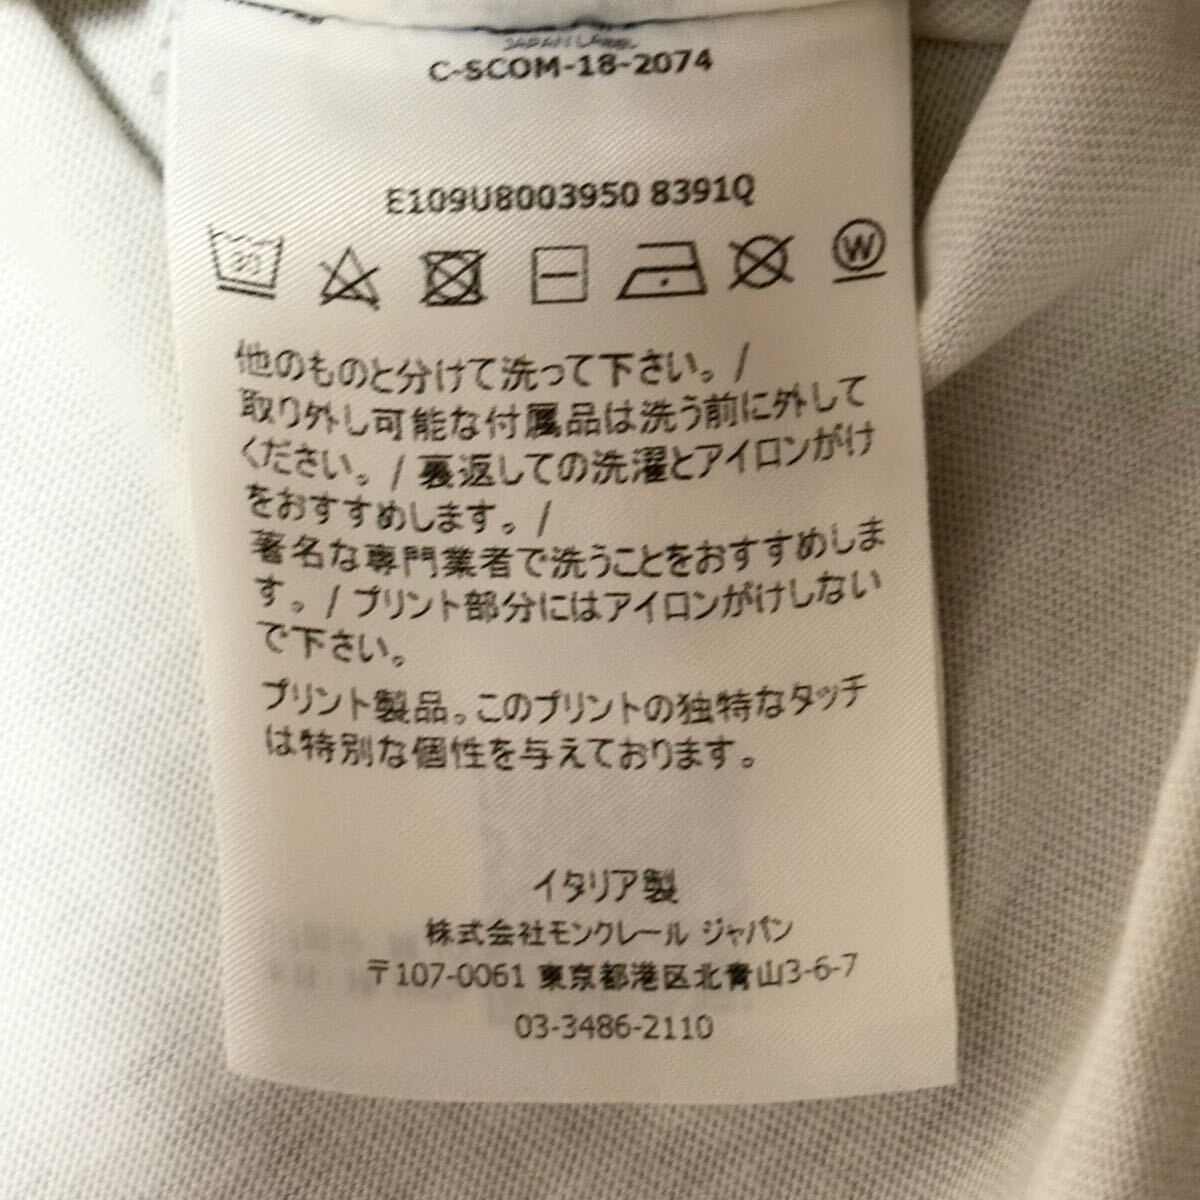 JAPAN LABEL
C-SCOM-18-2074
E109U8003950 8391Q
30
W
他のものと分けて洗って下さい。/
取り外し可能な付属品は洗う前に外して
ください。/ 裏返しての洗濯とアイロンがけ
をおすすめします。/
著名な専門業者で洗うことをおすすめしま
す。/ プリント部分にはアイロンがけしない
で下さい。
プリント製品。このプリントの独特なタッチ
は特別な個性を与えております。
イタリア製
株式会社モンクレール ジャパン
〒107-0061 東京都港区北青山3-6-7
03-3486-2110